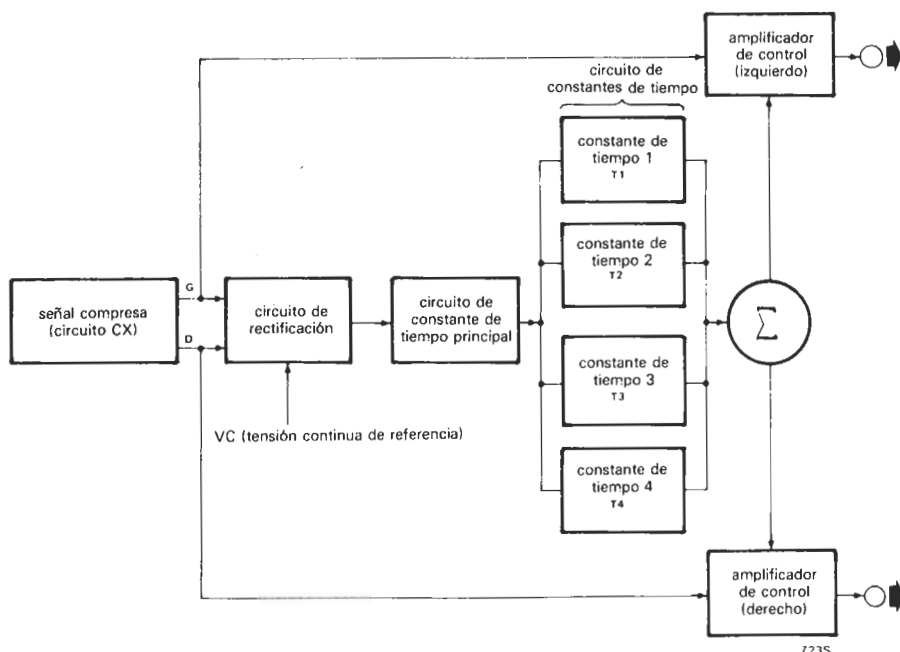 amplificador
de control
(izquierdo)
circuito de
constantes de tiempo
constante de
tiempo 1
T1
constante de
tiempo 2
T2
señal compresa
(circuito CX)
G
D
circuito de
rectificación
circuito de
constante de
tiempo principal
Σ
constante de
tiempo 3
T3
VC (tensión continua de referencia)
constante de
tiempo 4
T4
amplificador
de control
(derecho)
723S